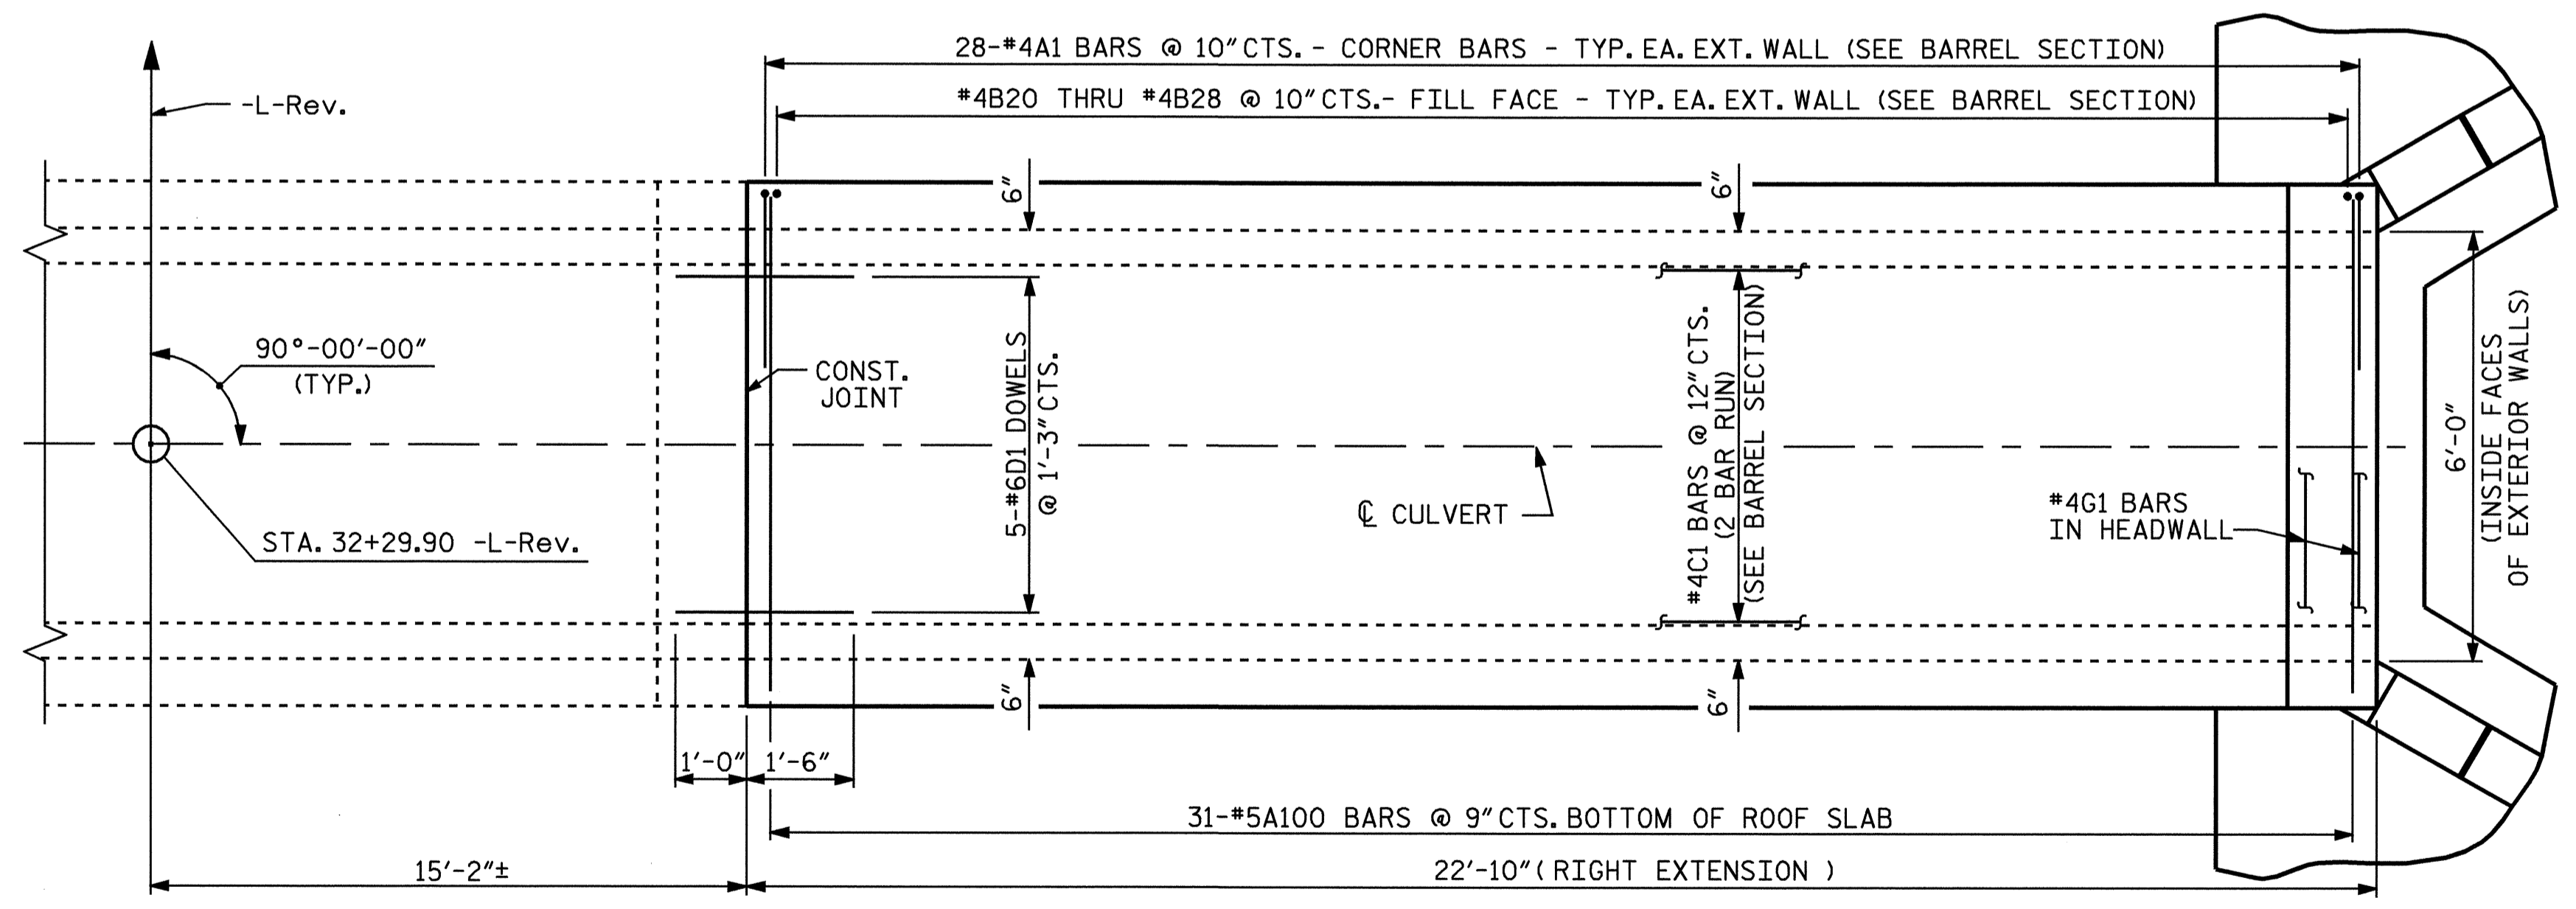 28-#4A1 BARS @ 10" CTS. - CORNER BARS - TYP. EA. EXT. WALL (SEE BARREL SECTION)
#4B20 THRU #4B28 @ 10" CTS.- FILL FACE - TYP. EA. EXT. WALL (SEE BARREL SECTION)
-L-Rev.
6"
6"
90°-00'-00"
(TYP.)
CONST.
JOINT
5-#6D1 DOWELS
@ 1'-3" CTS.
#4C1 BARS @ 12" CTS.
(2 BAR RUN)
(SEE BARREL SECTION)
6'-0"
(INSIDE FACES
OF EXTERIOR WALLS)
℄ CULVERT
#4G1 BARS
IN HEADWALL
STA. 32+29.90 -L-Rev.
6"
6"
1'-0"
1'-6"
31-#5A100 BARS @ 9" CTS. BOTTOM OF ROOF SLAB
15'-2"±
22'-10" ( RIGHT EXTENSION )